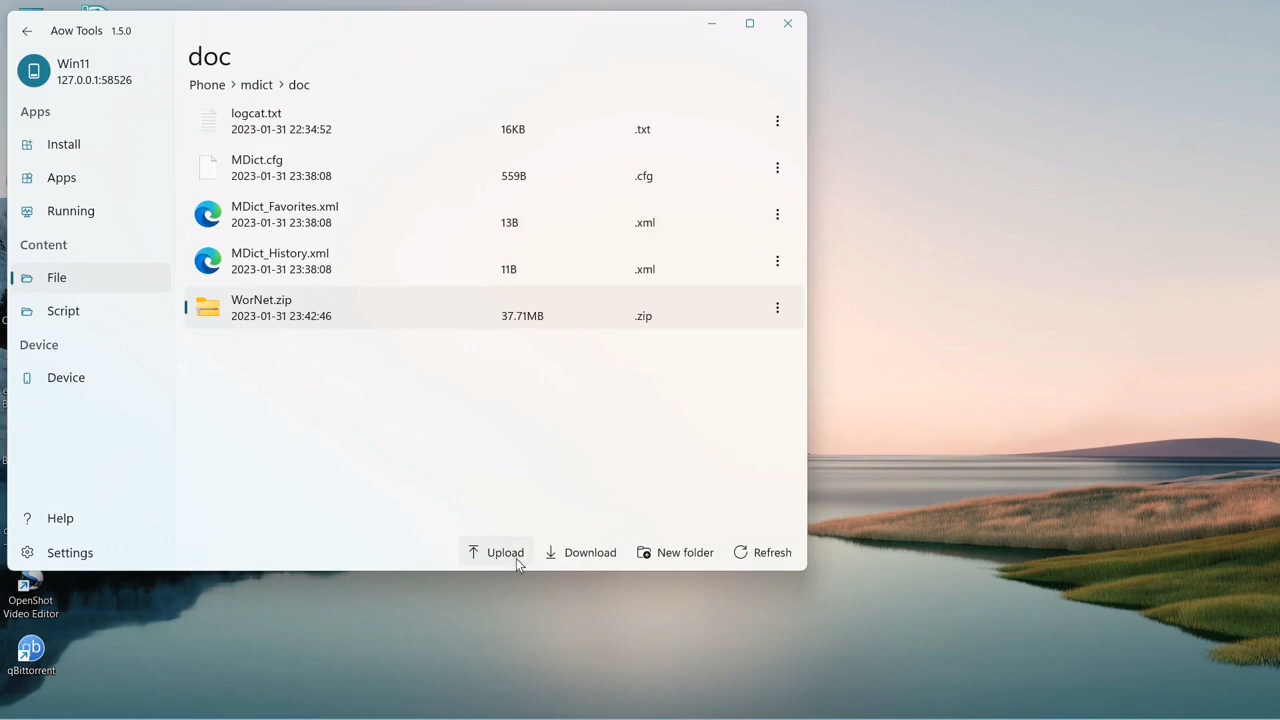 Aow Tools 1.5.0
Win11
127.0.0.1:58526
Apps
Install
Apps
Running
Content
File
Script
Device
Device
Help
Settings
doc
Phone > mdict > doc
logcat.txt
2023-01-31 22:34:52 16KB .txt
MDict.cfg
2023-01-31 23:38:08 559B .cfg
MDict_Favorites.xml
2023-01-31 23:38:08 13B .xml
MDict_History.xml
2023-01-31 23:38:08 11B .xml
WorNet.zip
2023-01-31 23:42:46 37.71MB .zip
Upload Download New folder Refresh
OpenShot
Video Editor
qb
qBittorrent